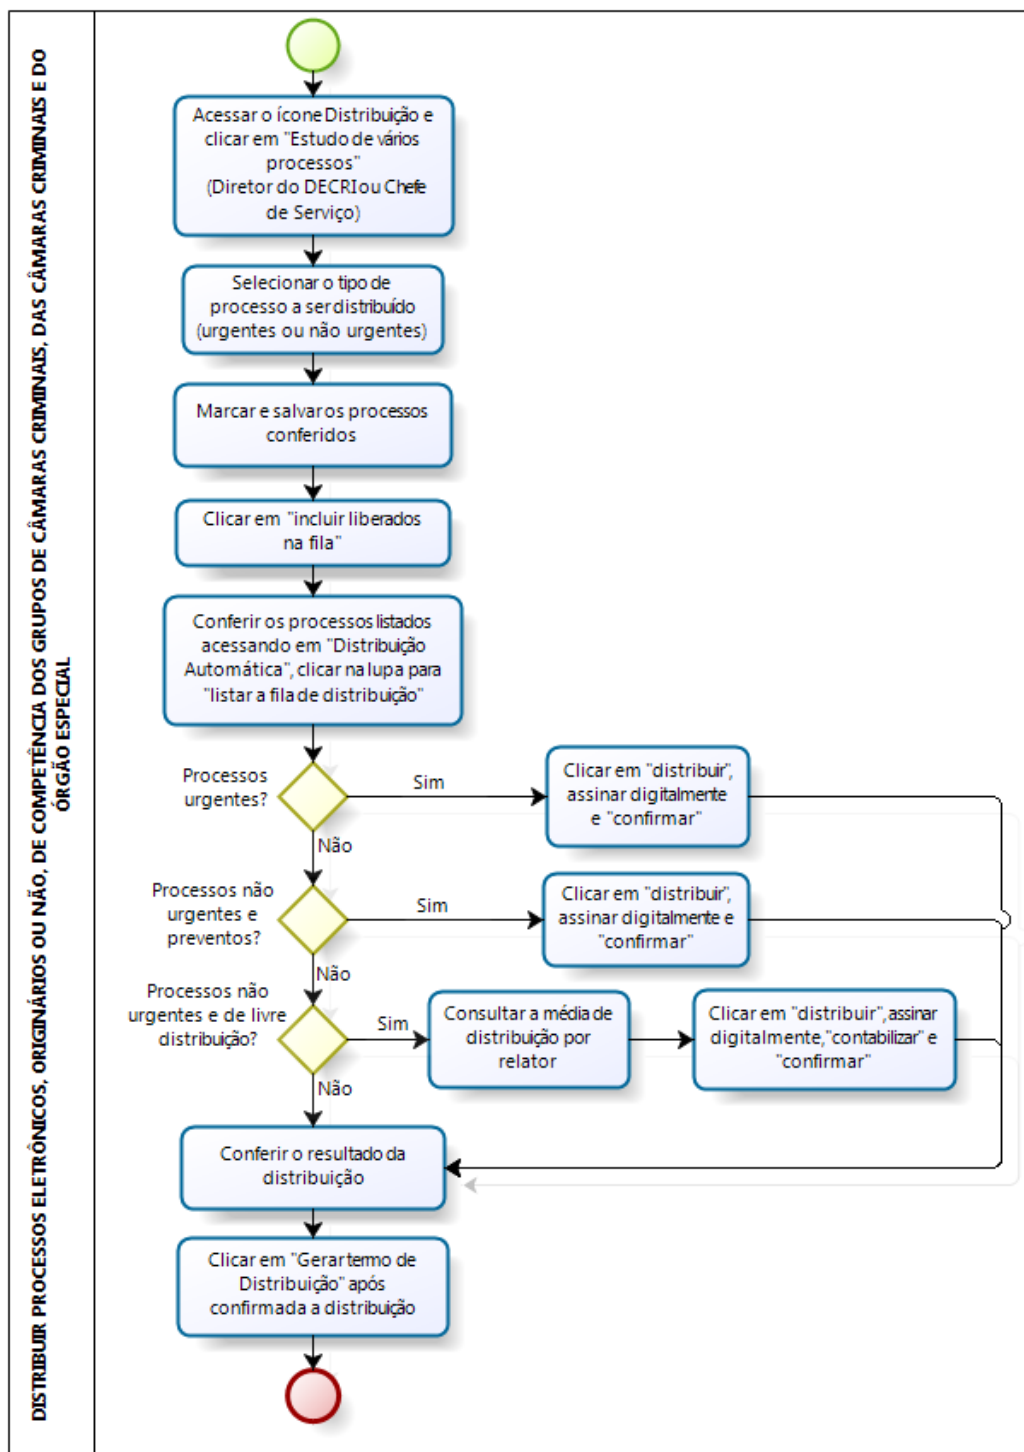 DISTRIBUIR PROCESSOS ELETRÔNICOS, ORIGINÁRIOS OU NÃO, DE COMPETÊNCIA DOS GRUPOS DE CÂMARAS CRIMINAIS, DAS CÂMARAS CRIMINAIS E DO
ÓRGÃO ESPECIAL
Acessar o ícone Distribuição e
clicar em "Estudo de vários
processos"
(Diretor do DECRI ou Chefe
de Serviço)
Selecionar o tipo de
processo a ser distribuído
(urgentes ou não urgentes)
Marcar e salvar os processos
conferidos
Clicar em "incluir liberados
na fila"
Conferir os processos listados
acessando em "Distribuição
Automática", clicar na lupa para
"listar a fila de distribuição"
Processos
urgentes?
Sim
Clicar em "distribuir",
assinar digitalmente
e "confirmar"
Não
Processos não
urgentes e
preventos?
Sim
Clicar em "distribuir",
assinar digitalmente e
"confirmar"
Não
Processos não
urgentes e de livre
distribuição?
Sim
Consultar a média de
distribuição por
relator
Clicar em "distribuir", assinar
digitalmente, "contabilizar" e
"confirmar"
Não
Conferir o resultado da
distribuição
Clicar em "Gerar termo de
Distribuição" após
confirmada a distribuição